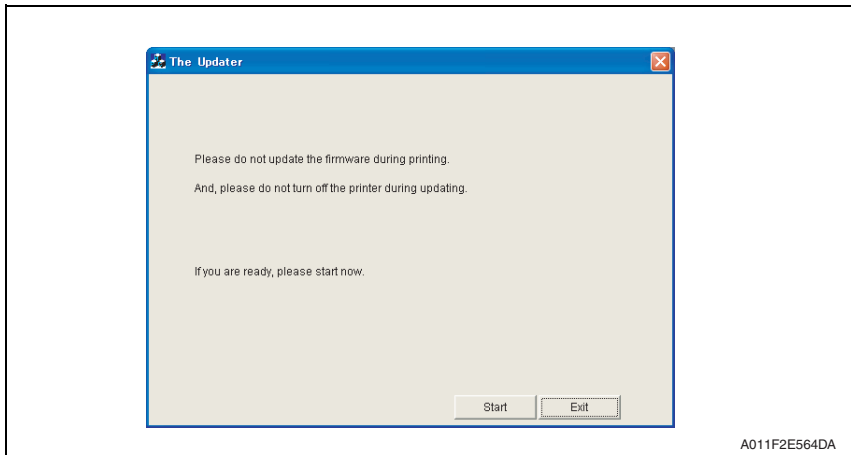 The Updater
Please do not update the firmware during printing.
And, please do not turn off the printer during updating.
If you are ready, please start now.
Start Exit
A011F2E564DA